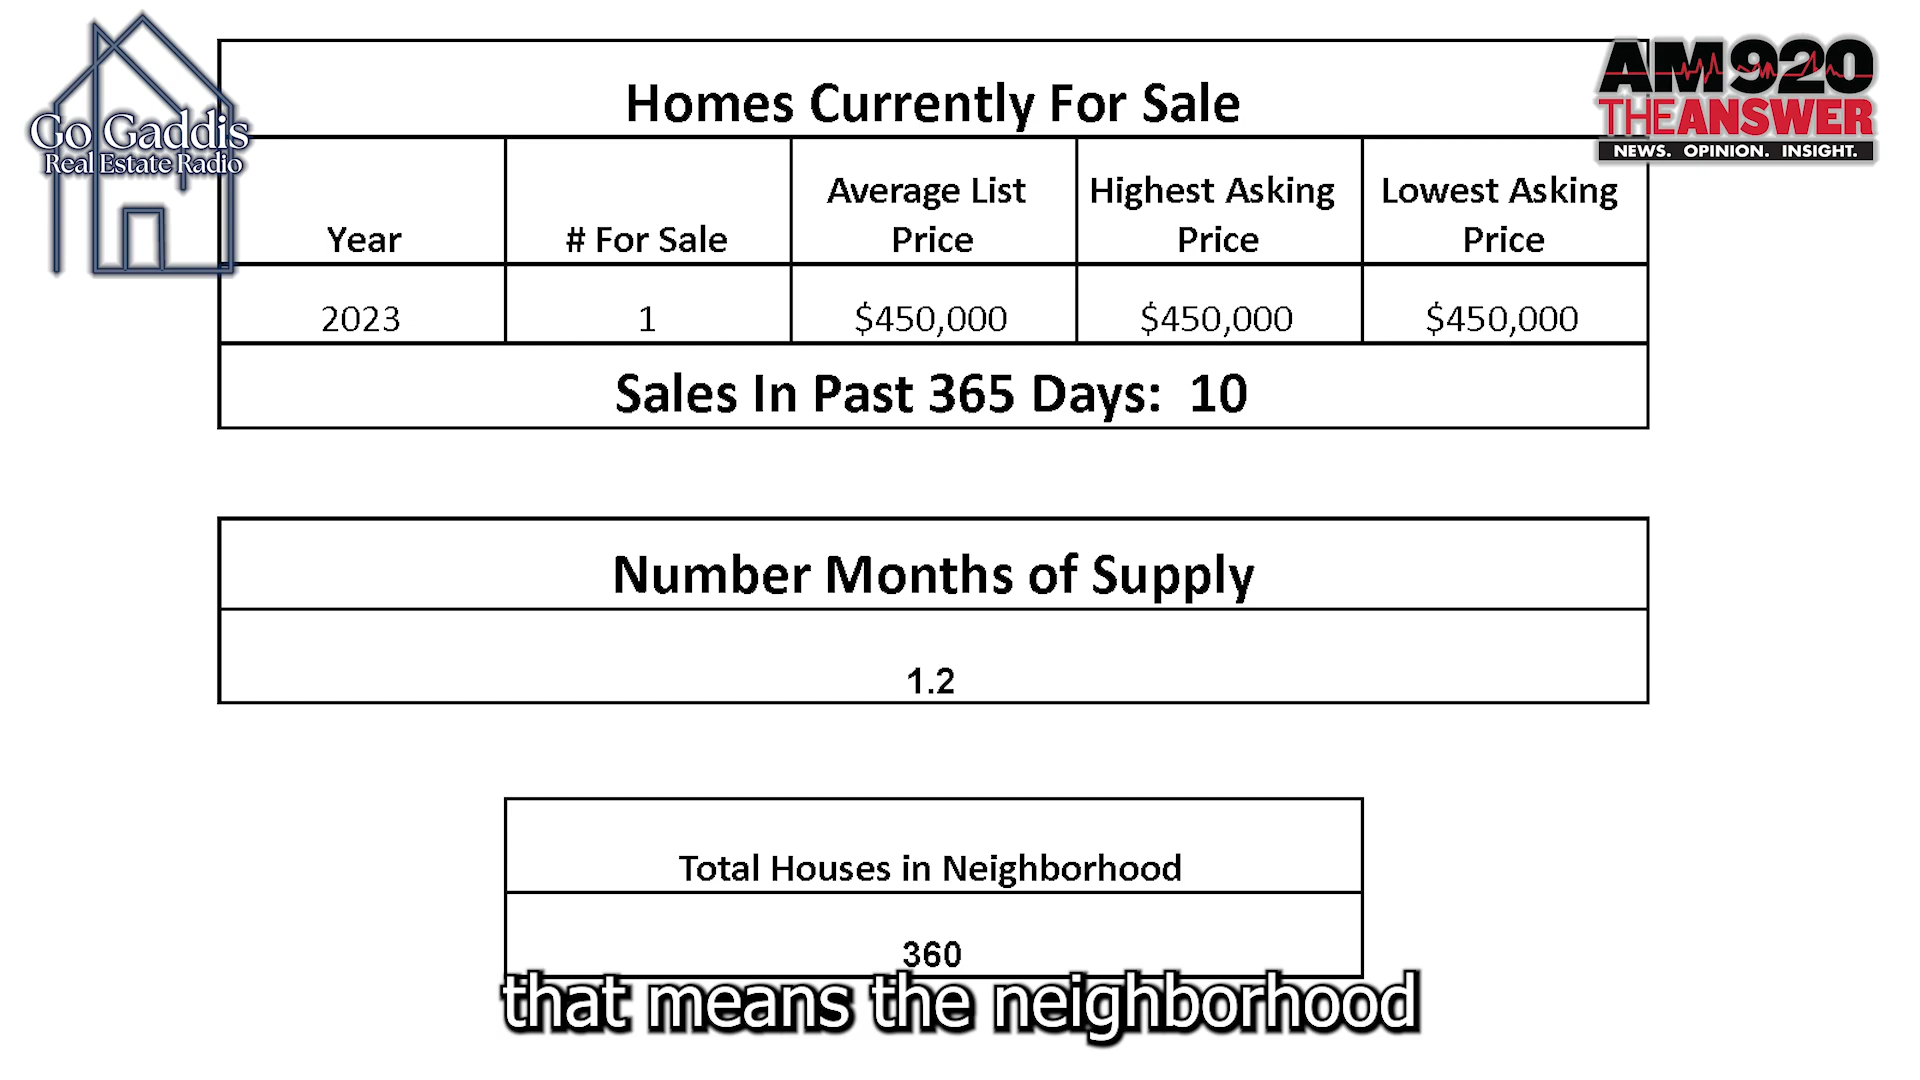 Go Gaddis
Real Estate Radio
AM920
THEANSWER
NEWS. OPINION. INSIGHT.
Homes Currently For Sale
Year # For Sale Average List Price Highest Asking Price Lowest Asking Price
2023 1 $450,000 $450,000 $450,000
Sales In Past 365 Days: 10
Number Months of Supply
1.2
Total Houses in Neighborhood
360
that means the neighborhood